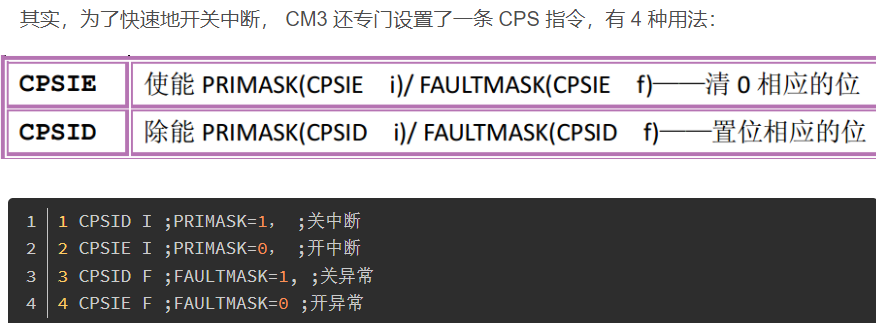 其实，为了快速地开关中断， CM3 还专门设置了一条 CPS 指令，有 4 种用法：
CPSIE 使能 PRIMASK(CPSIE i)/ FAULTMASK(CPSIE f)——清 0 相应的位
CPSID 除能 PRIMASK(CPSID i)/ FAULTMASK(CPSID f)——置位相应的位
1 1 CPSID I ;PRIMASK=1， ;关中断
2 2 CPSIE I ;PRIMASK=0， ;开中断
3 3 CPSID F ;FAULTMASK=1, ;关异常
4 4 CPSIE F ;FAULTMASK=0 ;开异常